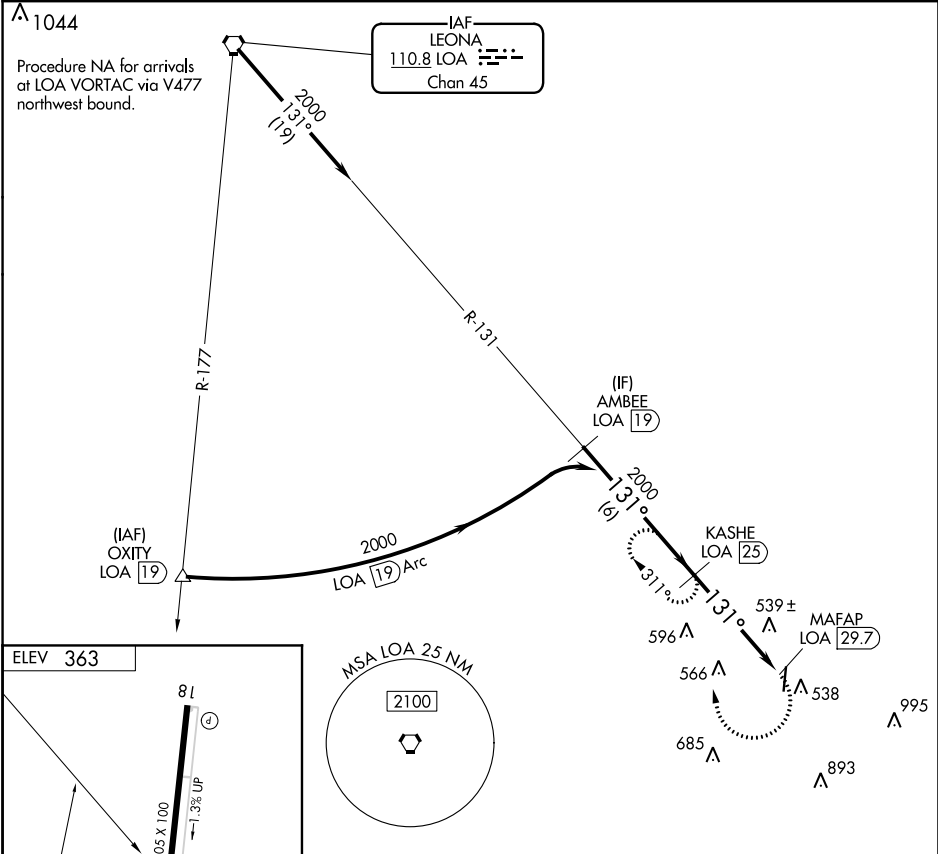 1044
Procedure NA for arrivals
at LOA VORTAC via V477
northwest bound.
IAF
LEONA
110.8 LOA
Chan 45
2000
131°
(19)
R-177
R-131
(IF)
AMBEE
LOA 19
2000
131°
(6)
KASHE
LOA 25
311°
131°
(IAF)
OXITY
LOA 19
2000
LOA 19 Arc
539 ±
MAFAP
LOA 29.7
596
566
538
995
685
893
ELEV 363
18
P
1.3% UP
05 X 100
MSA LOA 25 NM
2100